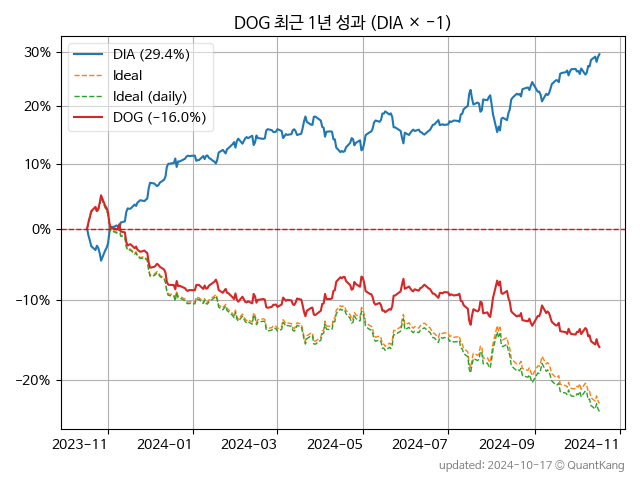 DOG 최근 1년 성과 (DIA × −1)
DIA (29.4%)
Ideal
Ideal (daily)
DOG (−16.0%)
30%
20%
10%
0%
−10%
−20%
2023-11 2024-01 2024-03 2024-05 2024-07 2024-09 2024-11
updated: 2024-10-17 © QuantKang